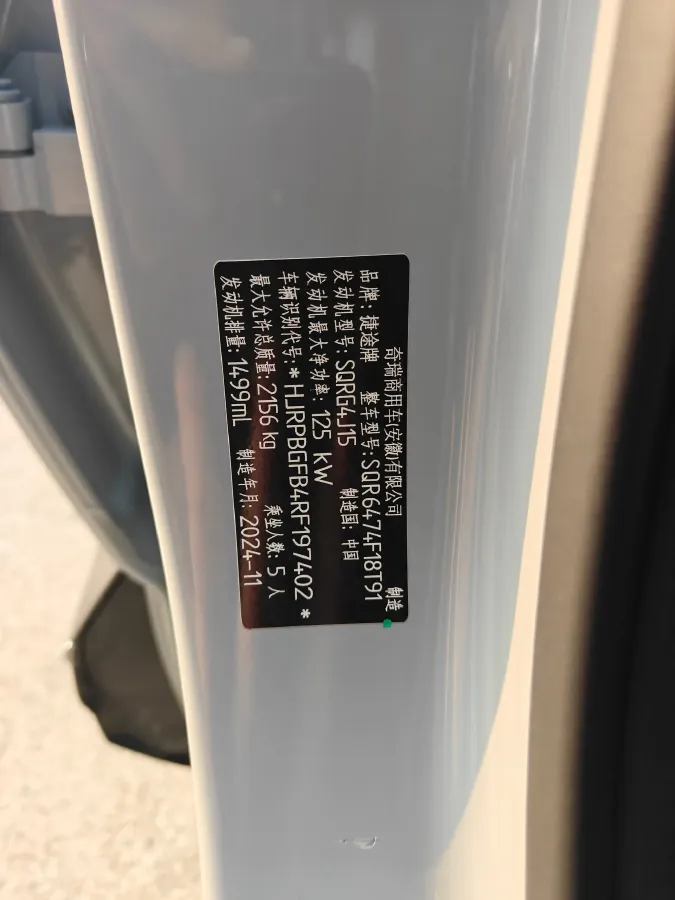 奇瑞商用车(安徽)有限公司 制造
品牌:捷途牌 整车型号:SQR6474F18T91
发动机型号:SQRG4J15 制造国:中国
发动机最大净功率:125 kW
车辆识别代号:*HJRPBGFB4RF197402*
最大允许总质量:2156 kg 乘坐人数:5 人
发动机排量:1499mL 制造年月:2024-11